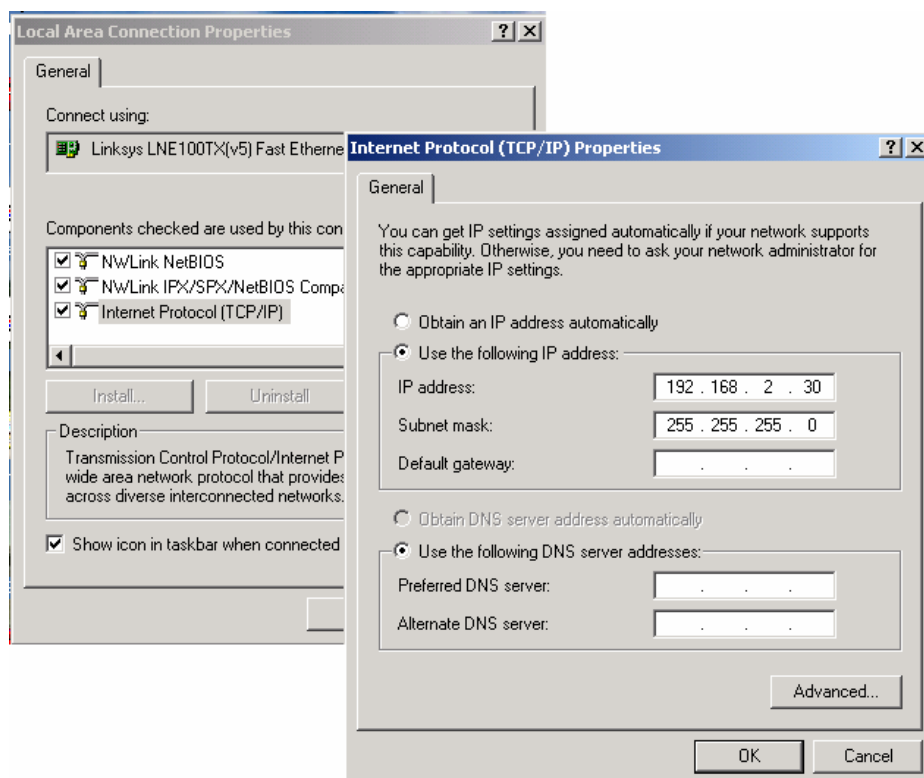 Local Area Connection Properties
General
Connect using:
Linksys LNE100TX(v5) Fast Etherne
Components checked are used by this con
NWLink NetBIOS
NWLink IPX/SPX/NetBIOS Compa
Internet Protocol (TCP/IP)
Install...
Uninstall
Description
Transmission Control Protocol/Internet P
wide area network protocol that provides
across diverse interconnected networks.
Show icon in taskbar when connected
Internet Protocol (TCP/IP) Properties
General
You can get IP settings assigned automatically if your network supports
this capability. Otherwise, you need to ask your network administrator for
the appropriate IP settings.
Obtain an IP address automatically
Use the following IP address:
IP address: 192 . 168 . 2 . 30
Subnet mask: 255 . 255 . 255 . 0
Default gateway: . . .
Obtain DNS server address automatically
Use the following DNS server addresses:
Preferred DNS server: . . .
Alternate DNS server: . . .
Advanced...
OK
Cancel